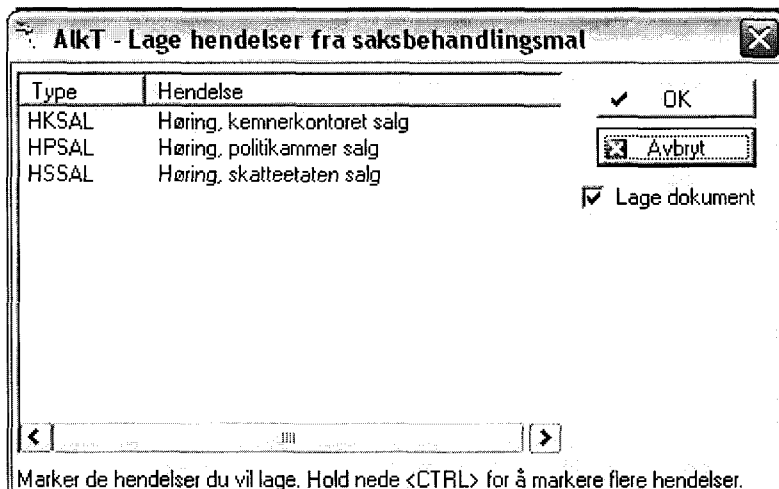 AlkT - Lage hendelser fra saksbehandlingsmal
Type Hendelse
HKSAL Høring, kemnerkontoret salg
HPSAL Høring, politikammer salg
HSSAL Høring, skatteetaten salg
OK
Avbryt
Lage dokument
Marker de hendelser du vil lage. Hold nede <CTRL> for å markere flere hendelser.